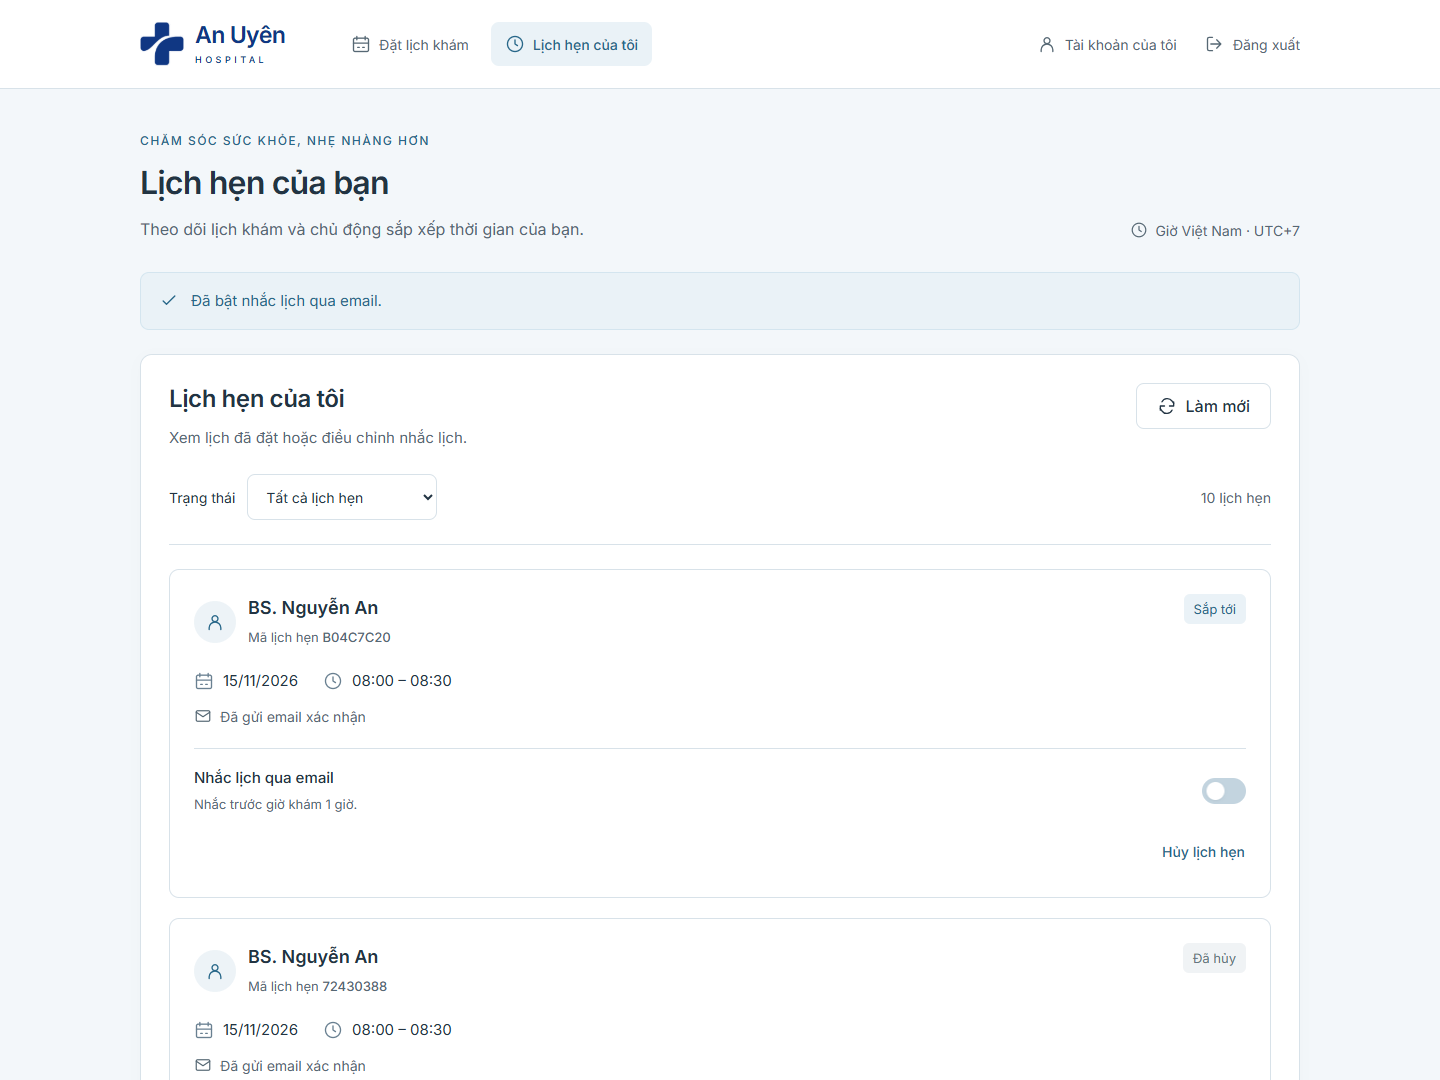 An Uyên
HOSPITAL
Đặt lịch khám
Lịch hẹn của tôi
Tài khoản của tôi
Đăng xuất
CHĂM SÓC SỨC KHỎE, NHẸ NHÀNG HƠN
Lịch hẹn của bạn
Theo dõi lịch khám và chủ động sắp xếp thời gian của bạn.
Giờ Việt Nam · UTC+7
Đã bật nhắc lịch qua email.
Lịch hẹn của tôi
Làm mới
Xem lịch đã đặt hoặc điều chỉnh nhắc lịch.
Trạng thái
Tất cả lịch hẹn
10 lịch hẹn
BS. Nguyễn An
Sắp tới
Mã lịch hẹn B04C7C20
15/11/2026
08:00 – 08:30
Đã gửi email xác nhận
Nhắc lịch qua email
Nhắc trước giờ khám 1 giờ.
Hủy lịch hẹn
BS. Nguyễn An
Đã hủy
Mã lịch hẹn 72430388
15/11/2026
08:00 – 08:30
Đã gửi email xác nhận